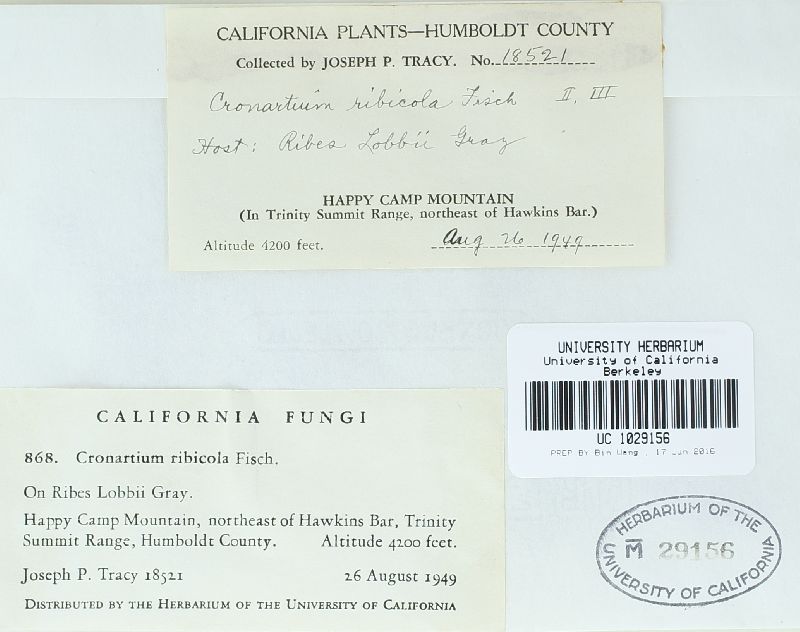 CALIFORNIA PLANTS—HUMBOLDT COUNTY
Collected by JOSEPH P. TRACY. No. 18521
Cronartium ribicola Fisch II, III
Host: Ribes Lobbii Gray
HAPPY CAMP MOUNTAIN
(In Trinity Summit Range, northeast of Hawkins Bar.)
Altitude 4200 feet. Aug 26 1949
UNIVERSITY HERBARIUM
University of California
Berkeley
UC 1029156
PREP BY Bin Wang , 17 Jun 2016
CALIFORNIA FUNGI
868. Cronartium ribicola Fisch.
On Ribes Lobbii Gray.
Happy Camp Mountain, northeast of Hawkins Bar, Trinity
Summit Range, Humboldt County. Altitude 4200 feet.
Joseph P. Tracy 18521 26 August 1949
DISTRIBUTED BY THE HERBARIUM OF THE UNIVERSITY OF CALIFORNIA
HERBARIUM OF THE
M 29156
UNIVERSITY OF CALIFORNIA